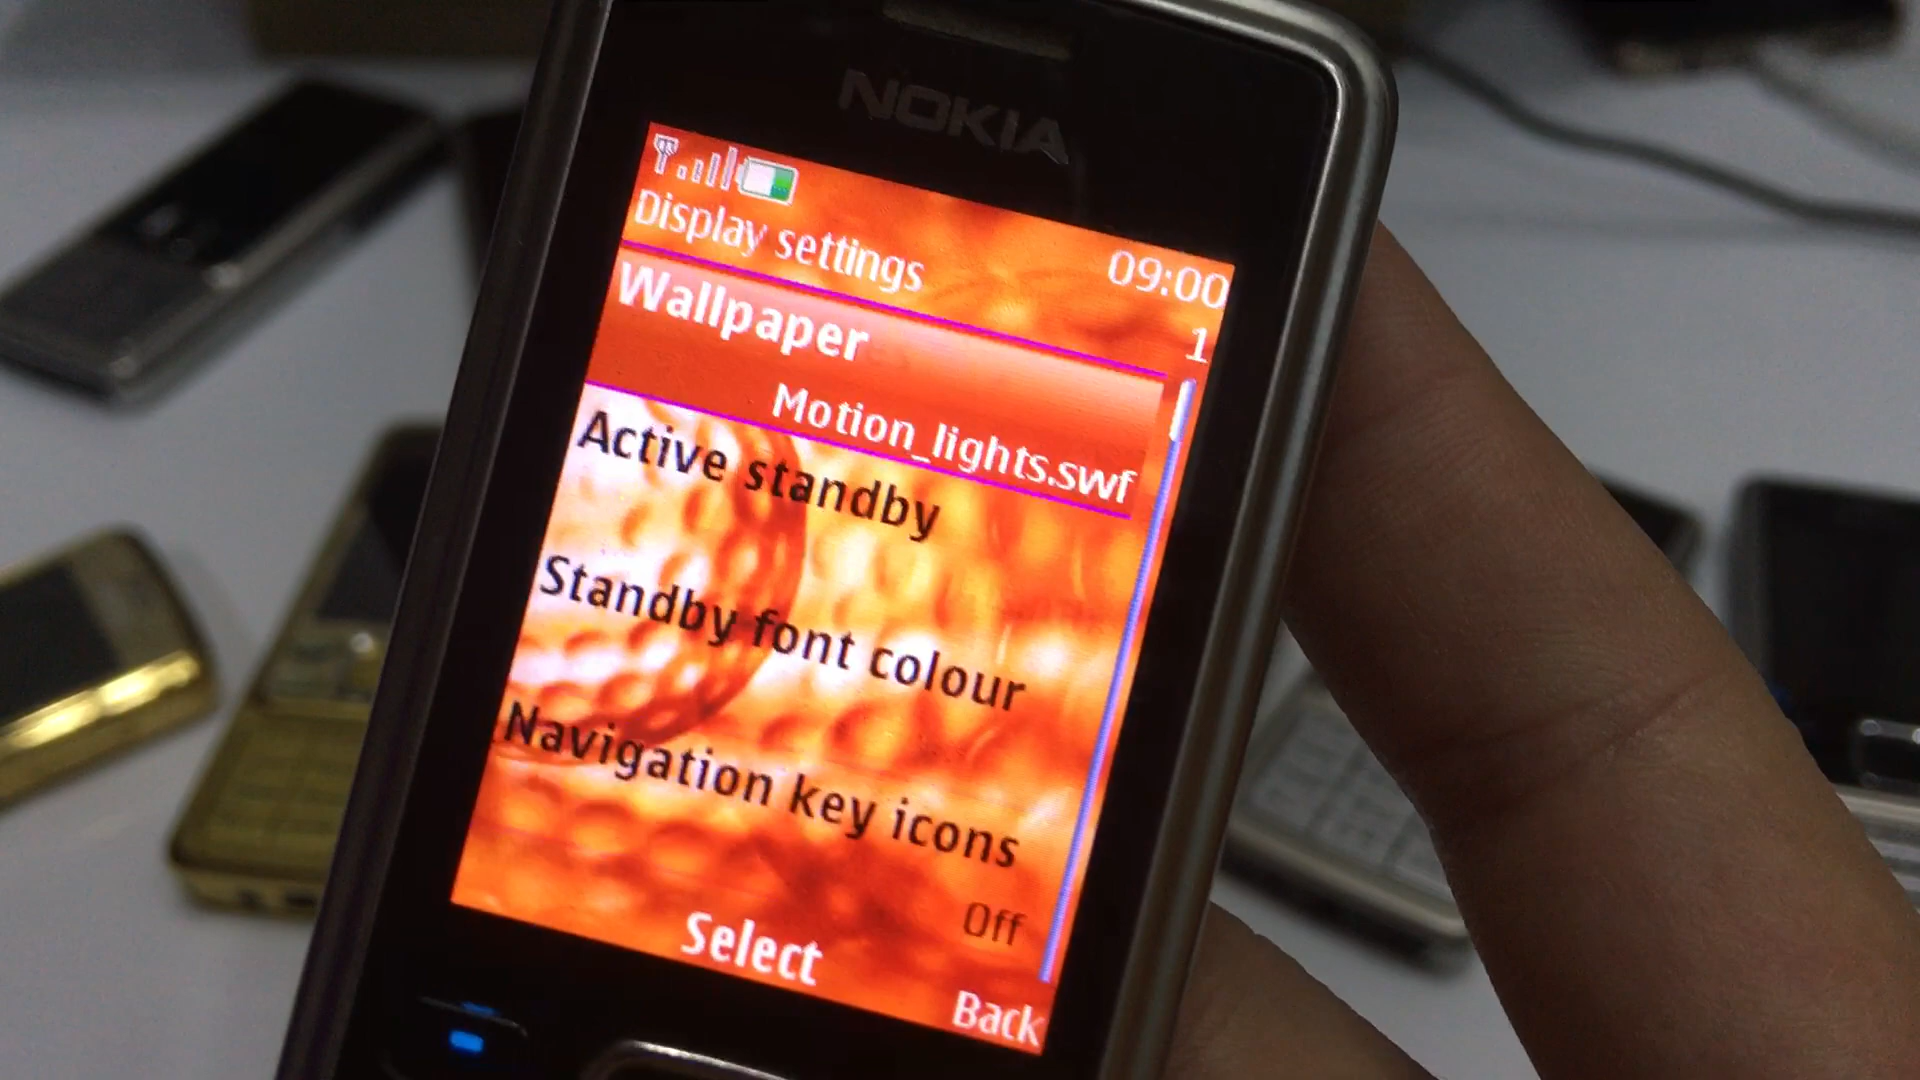 NOKIA
Display settings
09:00
1
Wallpaper
Motion_lights.swf
Active standby
Standby font colour
Navigation key icons
Off
Select
Back